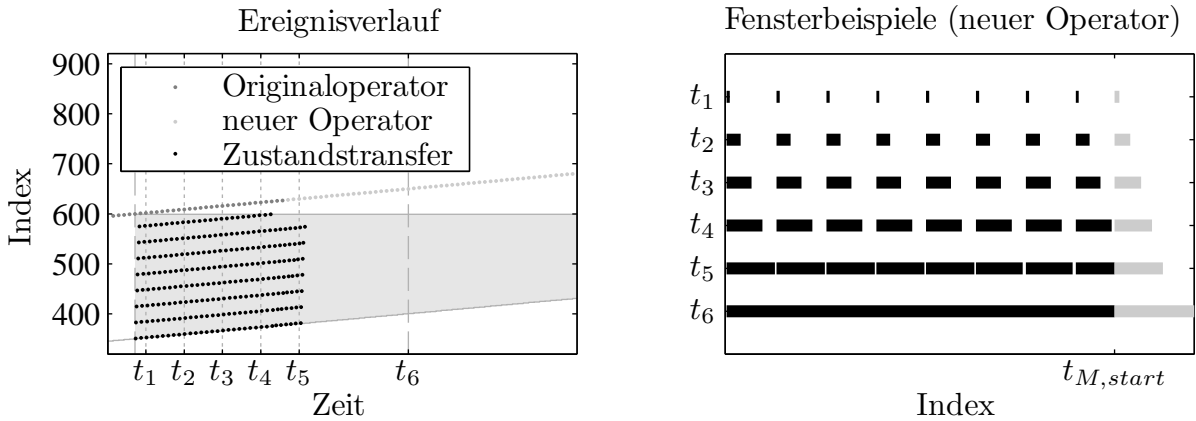 Ereignisverlauf
900
800
700
600
500
400
Index
Originaloperator
neuer Operator
Zustandstransfer
t1 t2 t3 t4 t5 t6
Zeit
Fensterbeispiele (neuer Operator)
t1
t2
t3
t4
t5
t6
tM,start
Index